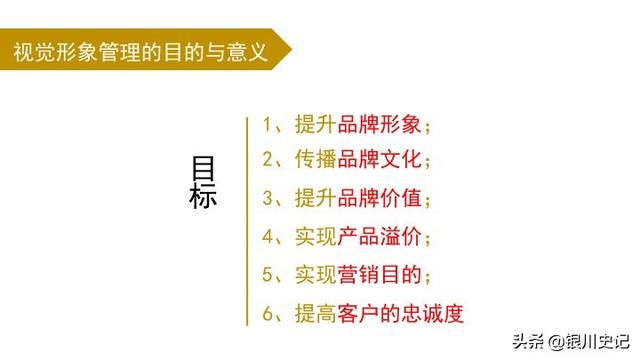 视觉形象管理的目的与意义
目标
1、提升品牌形象；
2、传播品牌文化；
3、提升品牌价值；
4、实现产品溢价；
5、实现营销目的；
6、提高客户的忠诚度
头条 @银川史记